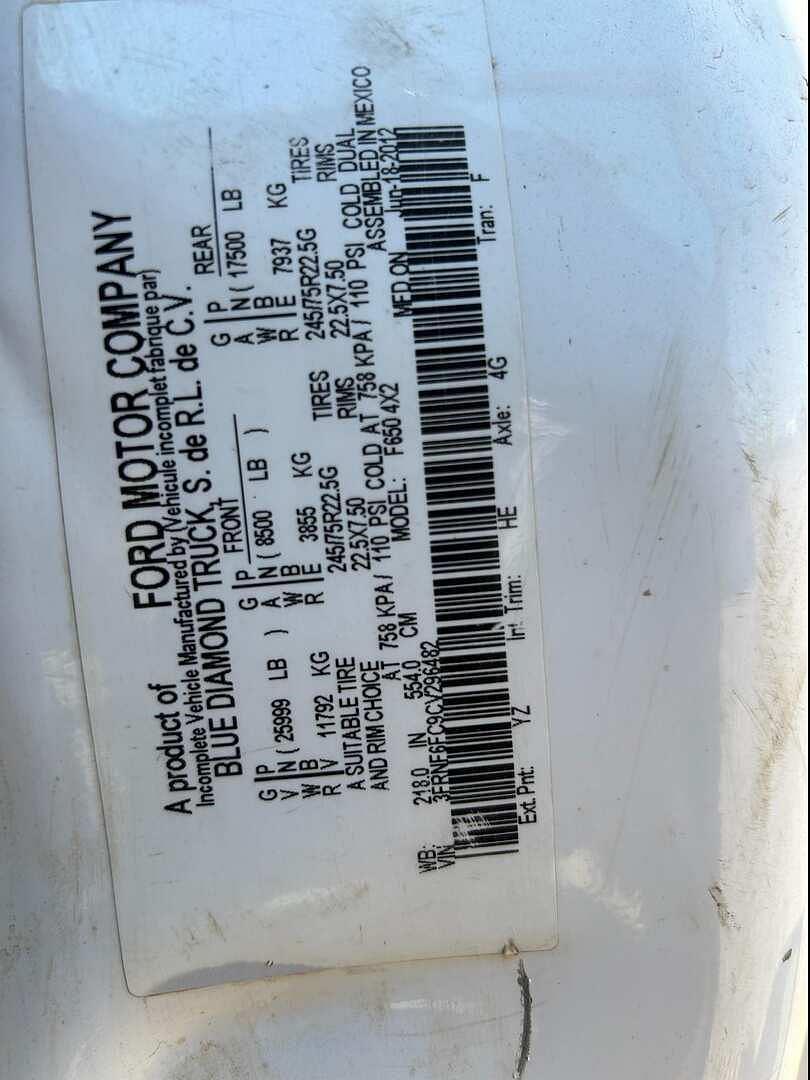 A product of
FORD MOTOR COMPANY
Incomplete Vehicle Manufactured by (Vehicule incomplet fabrique par)
BLUE DIAMOND TRUCK, S. de R.L. de C.V.
FRONT REAR
G P G P G P
V N ( 25999 LB ) A N ( 8500 LB ) A N ( 17500 LB
W B W B W B
R V 11792 KG R E 3855 KG R E 7937 KG
A SUITABLE TIRE 245/75R22.5G TIRES 245/75R22.5G TIRES
AND RIM CHOICE 22.5X7.50 RIMS 22.5X7.50 RIMS
AT 758 KPA/ 110 PSI COLD AT 758 KPA/ 110 PSI COLD DUAL
WB: 218.0 IN 554.0 CM MODEL: F650 4X2 ASSEMBLED IN MEXICO
VIN 3FRNF6FC9CV296482 MFD ON Jun-18-2012
Ext. Pnt: YZ Int. Trim: HE Axle: 4G Tran: F